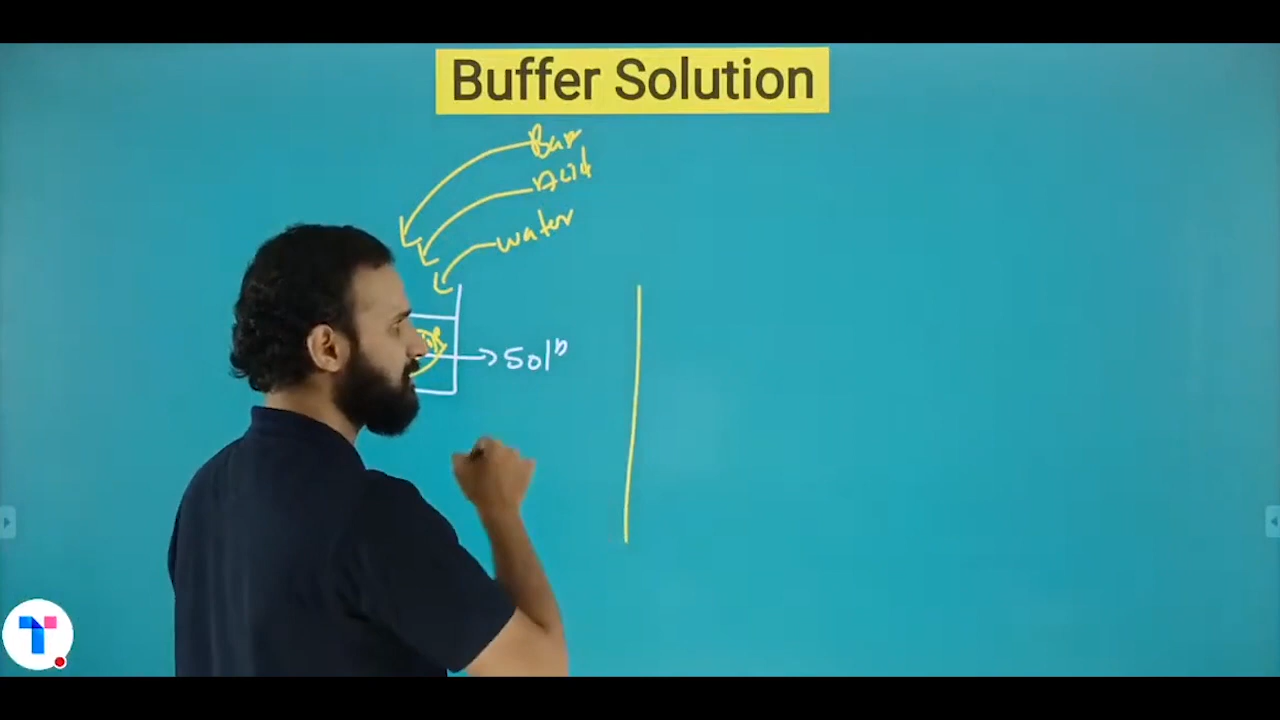 Buffer Solution
Base
Acid
water
Solⁿ